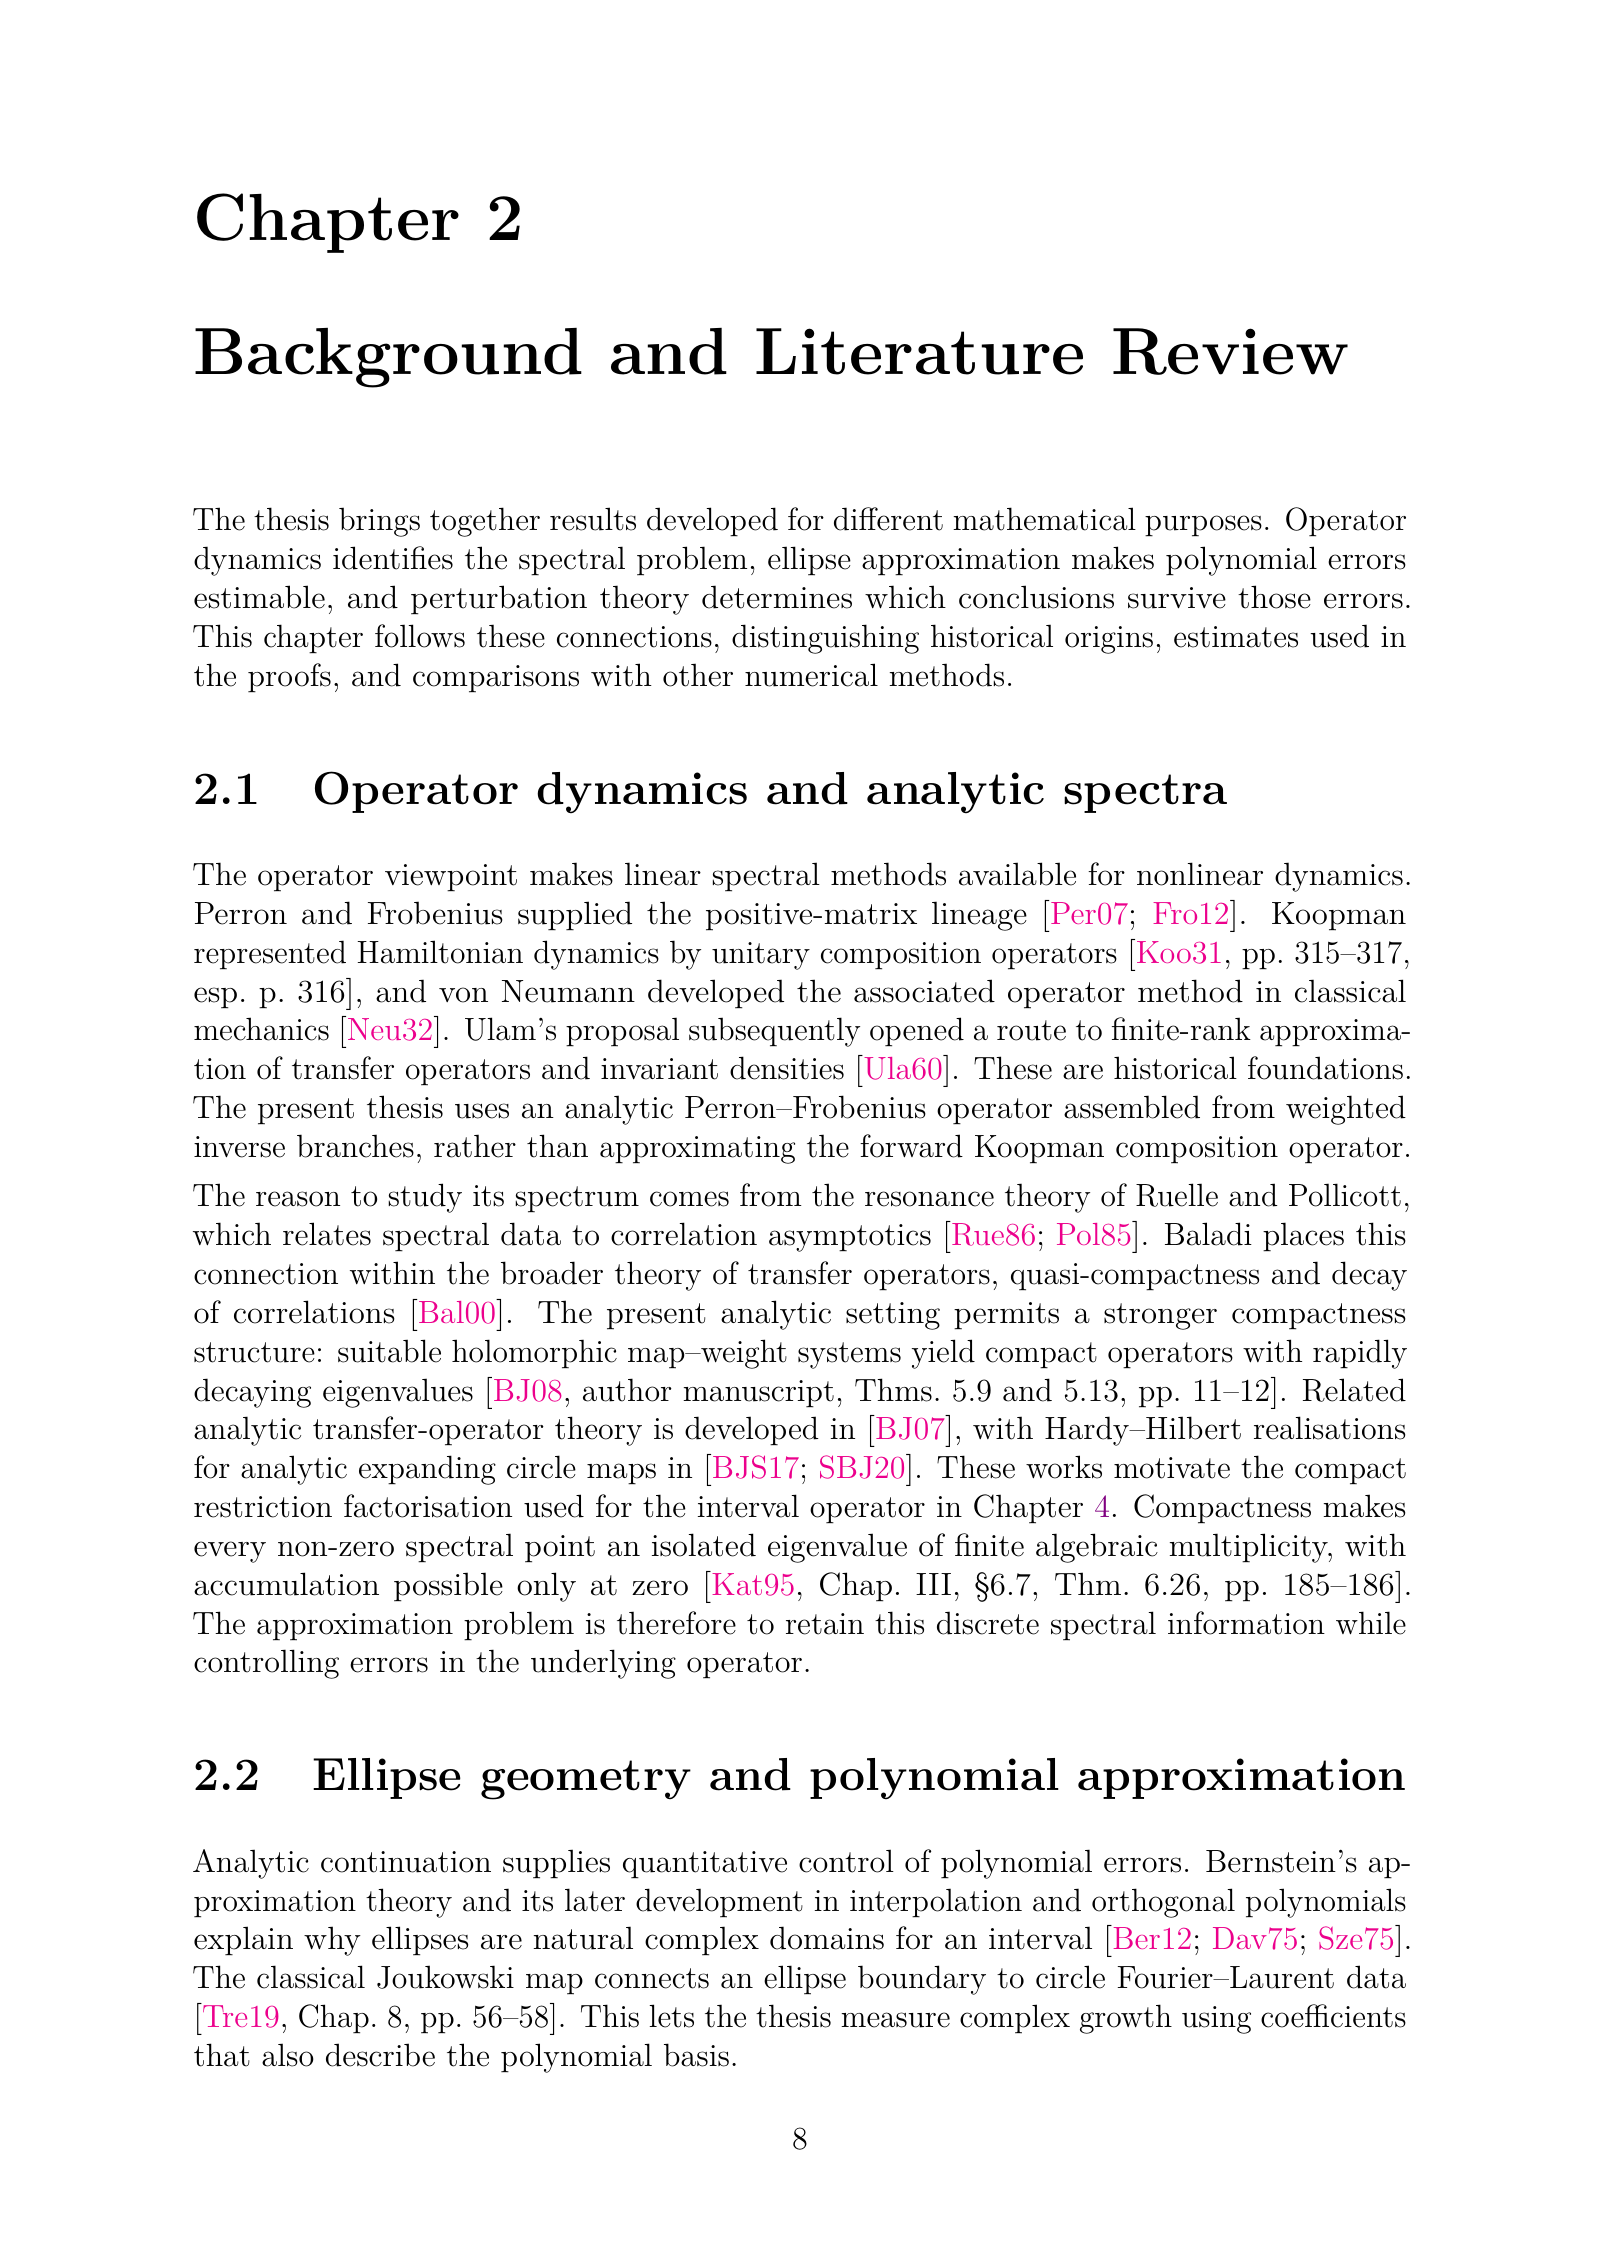 Chapter 2
Background and Literature Review
The thesis brings together results developed for different mathematical purposes. Operator
dynamics identifies the spectral problem, ellipse approximation makes polynomial errors
estimable, and perturbation theory determines which conclusions survive those errors.
This chapter follows these connections, distinguishing historical origins, estimates used in
the proofs, and comparisons with other numerical methods.
2.1 Operator dynamics and analytic spectra
The operator viewpoint makes linear spectral methods available for nonlinear dynamics.
Perron and Frobenius supplied the positive-matrix lineage [Per07; Fro12]. Koopman
represented Hamiltonian dynamics by unitary composition operators [Koo31, pp. 315–317,
esp. p. 316], and von Neumann developed the associated operator method in classical
mechanics [Neu32]. Ulam's proposal subsequently opened a route to finite-rank approxima-
tion of transfer operators and invariant densities [Ula60]. These are historical foundations.
The present thesis uses an analytic Perron–Frobenius operator assembled from weighted
inverse branches, rather than approximating the forward Koopman composition operator.
The reason to study its spectrum comes from the resonance theory of Ruelle and Pollicott,
which relates spectral data to correlation asymptotics [Rue86; Pol85]. Baladi places this
connection within the broader theory of transfer operators, quasi-compactness and decay
of correlations [Bal00]. The present analytic setting permits a stronger compactness
structure: suitable holomorphic map–weight systems yield compact operators with rapidly
decaying eigenvalues [BJ08, author manuscript, Thms. 5.9 and 5.13, pp. 11–12]. Related
analytic transfer-operator theory is developed in [BJ07], with Hardy–Hilbert realisations
for analytic expanding circle maps in [BJS17; SBJ20]. These works motivate the compact
restriction factorisation used for the interval operator in Chapter 4. Compactness makes
every non-zero spectral point an isolated eigenvalue of finite algebraic multiplicity, with
accumulation possible only at zero [Kat95, Chap. III, §6.7, Thm. 6.26, pp. 185–186].
The approximation problem is therefore to retain this discrete spectral information while
controlling errors in the underlying operator.
2.2 Ellipse geometry and polynomial approximation
Analytic continuation supplies quantitative control of polynomial errors. Bernstein's ap-
proximation theory and its later development in interpolation and orthogonal polynomials
explain why ellipses are natural complex domains for an interval [Ber12; Dav75; Sze75].
The classical Joukowski map connects an ellipse boundary to circle Fourier–Laurent data
[Tre19, Chap. 8, pp. 56–58]. This lets the thesis measure complex growth using coefficients
that also describe the polynomial basis.
8